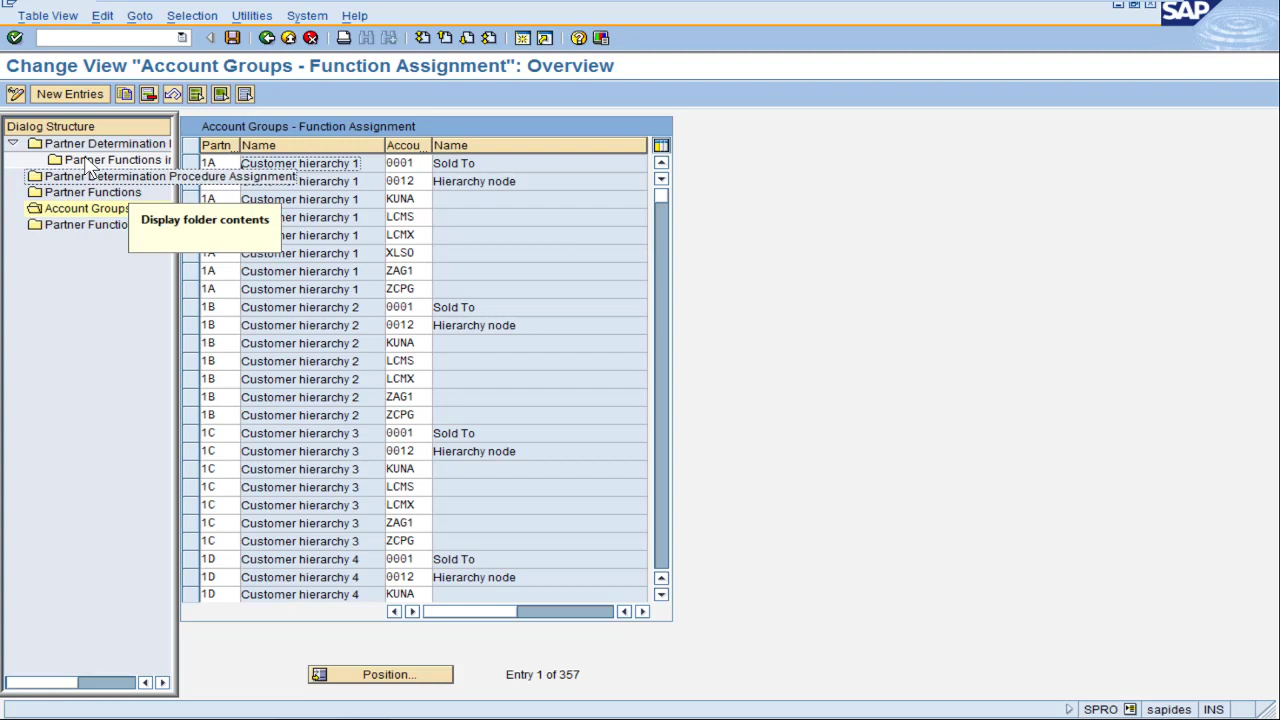 Table View Edit Goto Selection Utilities System Help
SAP
Change View "Account Groups - Function Assignment": Overview
New Entries
Dialog Structure
Partner Determination
Partner Functions in
Partner Determination Procedure Assignment
Partner Functions
Account Groups
Partner Functio
Display folder contents
Account Groups - Function Assignment
Partn Name Accou... Name
1A Customer hierarchy 1 0001 Sold To
Customer hierarchy 1 0012 Hierarchy node
1A Customer hierarchy 1 KUNA
Customer hierarchy 1 LCMS
Customer hierarchy 1 LCMX
1A Customer hierarchy 1 XLSO
1A Customer hierarchy 1 ZAG1
1A Customer hierarchy 1 ZCPG
1B Customer hierarchy 2 0001 Sold To
1B Customer hierarchy 2 0012 Hierarchy node
1B Customer hierarchy 2 KUNA
1B Customer hierarchy 2 LCMS
1B Customer hierarchy 2 LCMX
1B Customer hierarchy 2 ZAG1
1B Customer hierarchy 2 ZCPG
1C Customer hierarchy 3 0001 Sold To
1C Customer hierarchy 3 0012 Hierarchy node
1C Customer hierarchy 3 KUNA
1C Customer hierarchy 3 LCMS
1C Customer hierarchy 3 LCMX
1C Customer hierarchy 3 ZAG1
1C Customer hierarchy 3 ZCPG
1D Customer hierarchy 4 0001 Sold To
1D Customer hierarchy 4 0012 Hierarchy node
1D Customer hierarchy 4 KUNA
Position... Entry 1 of 357
SPRO sapides INS